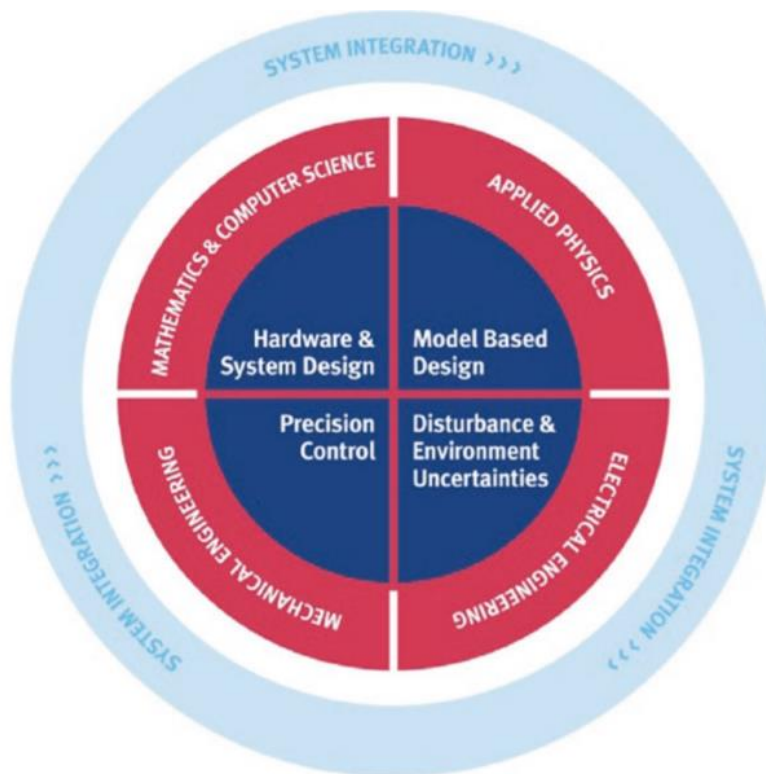 SYSTEM INTEGRATION >>>
MATHEMATICS & COMPUTER SCIENCE
APPLIED PHYSICS
Hardware &
System Design
Model Based
Design
Precision
Control
Disturbance &
Environment
Uncertainties
MECHANICAL ENGINEERING
ELECTRICAL ENGINEERING
SYSTEM INTEGRATION >>>
SYSTEM INTEGRATION >>>